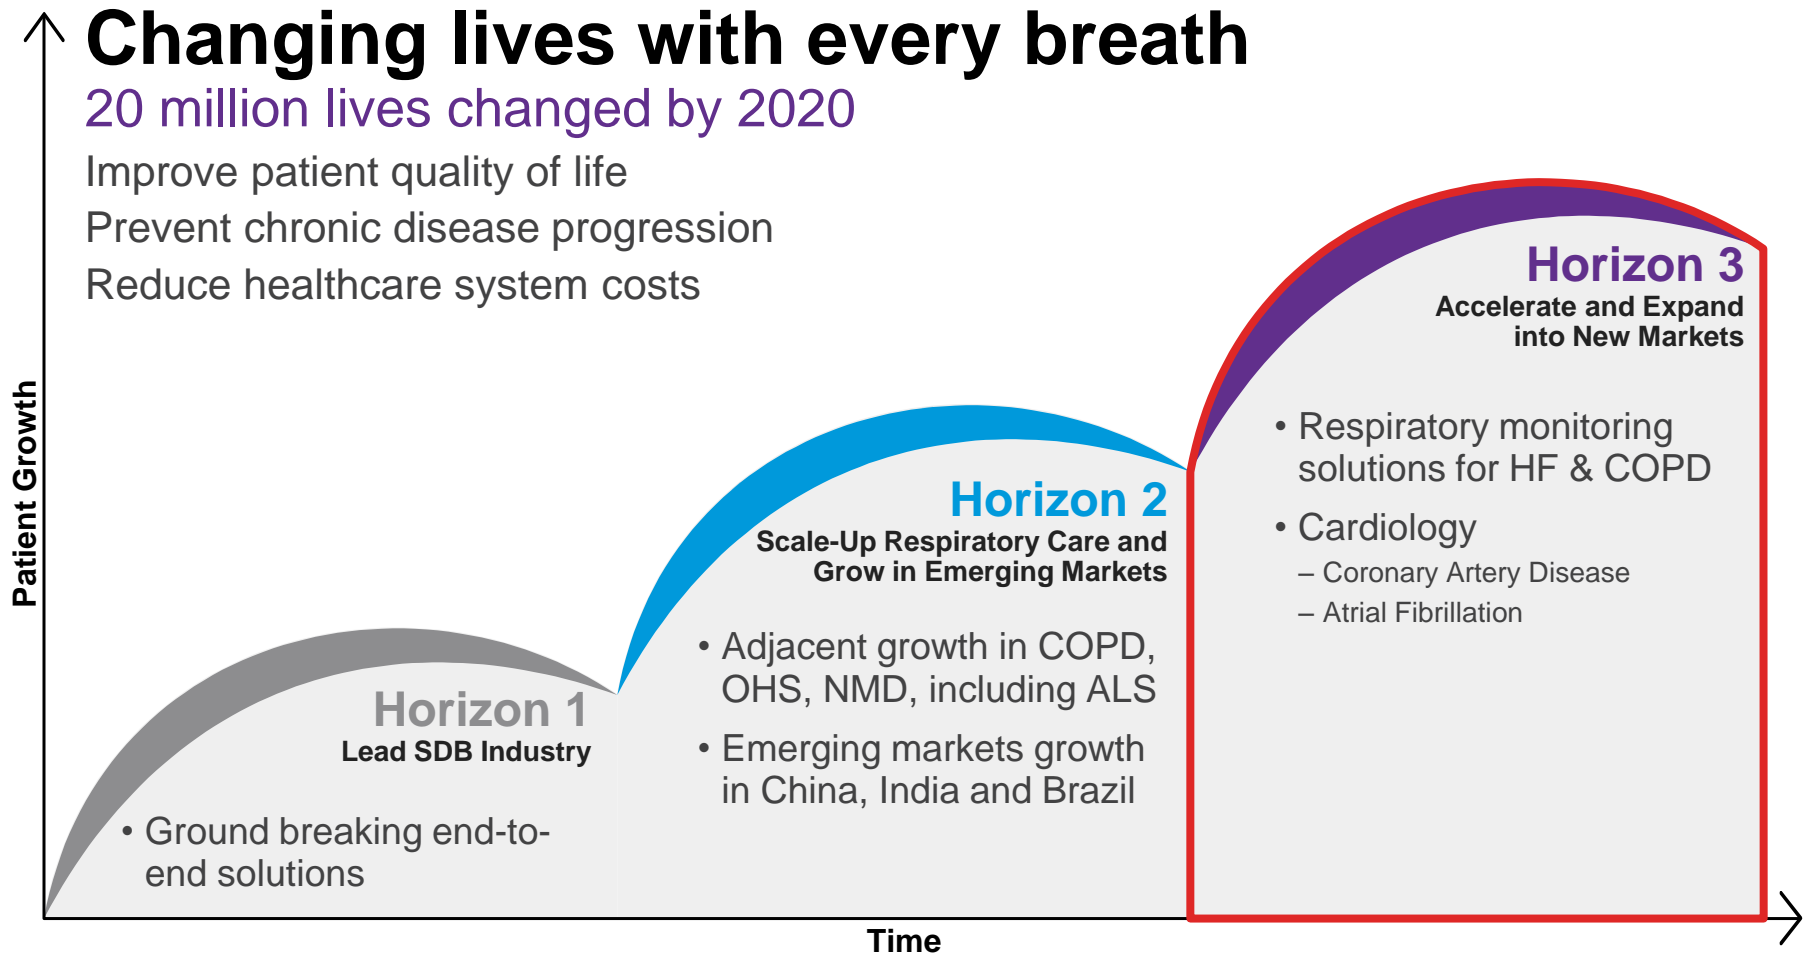 Changing lives with every breath
20 million lives changed by 2020
Improve patient quality of life
Prevent chronic disease progression
Reduce healthcare system costs
Patient Growth
Horizon 1
Lead SDB Industry
• Ground breaking end-to-
end solutions
Horizon 2
Scale-Up Respiratory Care and
Grow in Emerging Markets
• Adjacent growth in COPD,
OHS, NMD, including ALS
• Emerging markets growth
in China, India and Brazil
Horizon 3
Accelerate and Expand
into New Markets
• Respiratory monitoring
solutions for HF & COPD
• Cardiology
– Coronary Artery Disease
– Atrial Fibrillation
Time